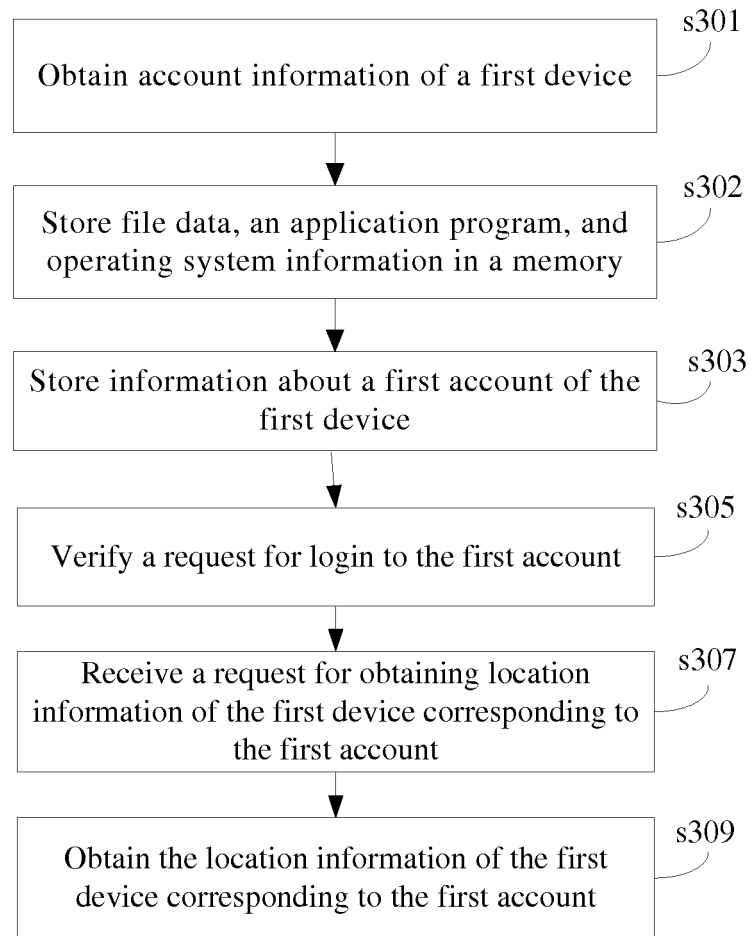 s301
Obtain account information of a first device
s302
Store file data, an application program, and
operating system information in a memory
s303
Store information about a first account of the
first device
s305
Verify a request for login to the first account
s307
Receive a request for obtaining location
information of the first device corresponding to
the first account
s309
Obtain the location information of the first
device corresponding to the first account